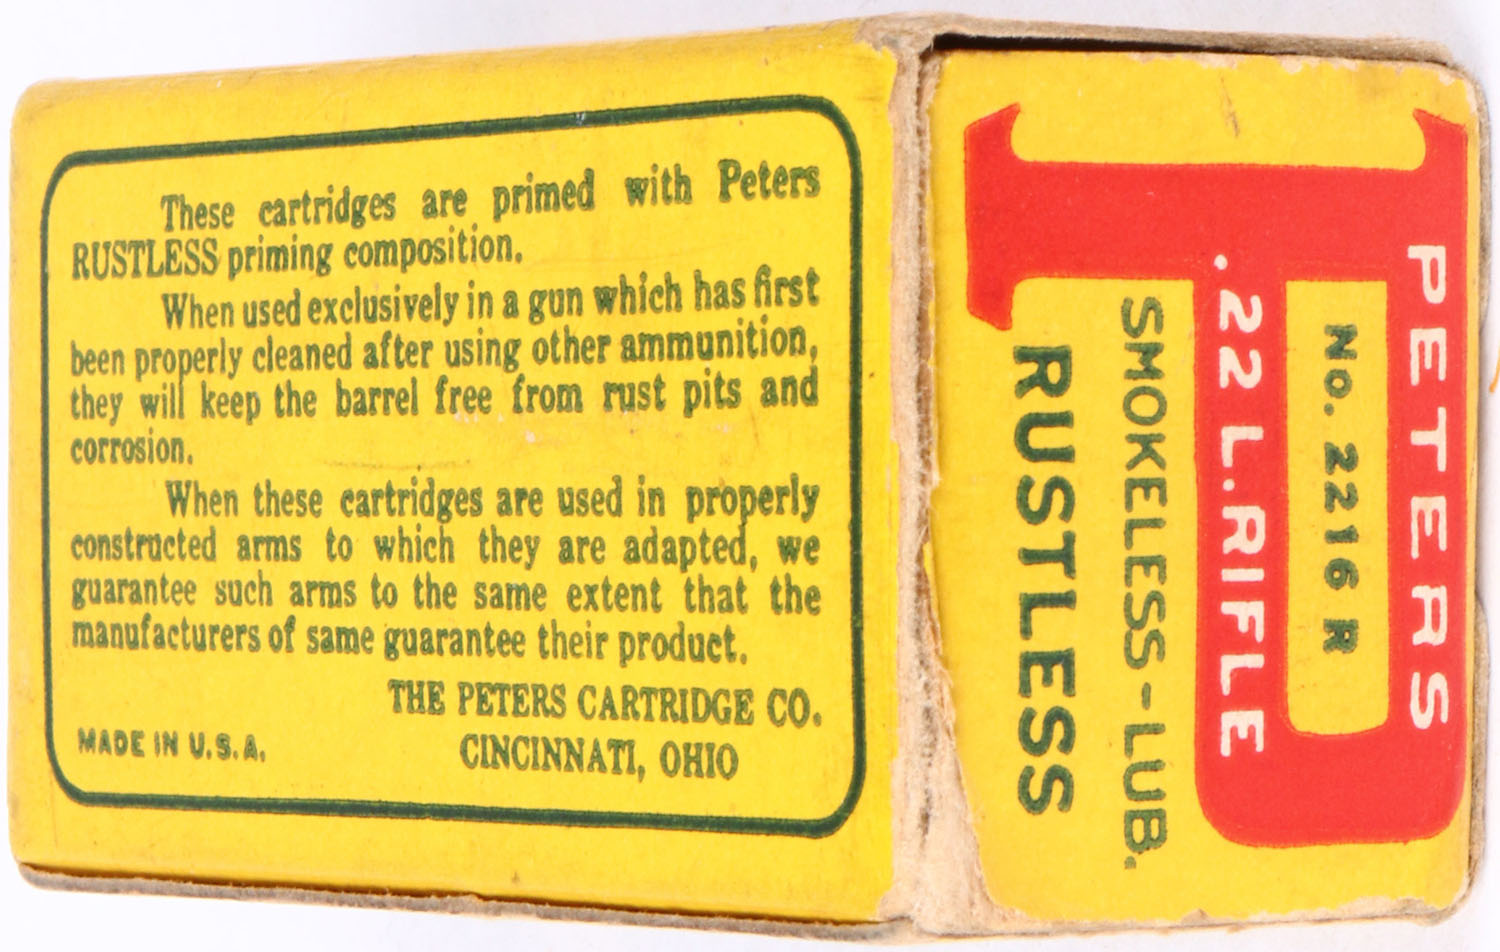 These cartridges are primed with Peters
RUSTLESS priming composition.
When used exclusively in a gun which has first
been properly cleaned after using other ammunition,
they will keep the barrel free from rust pits and
corrosion.
When these cartridges are used in properly
constructed arms to which they are adapted, we
guarantee such arms to the same extent that the
manufacturers of same guarantee their product.
THE PETERS CARTRIDGE CO.
MADE IN U.S.A.
CINCINNATI, OHIO
P
PETERS
No. 2216 R
.22 L.RIFLE
SMOKELESS-LUB.
RUSTLESS